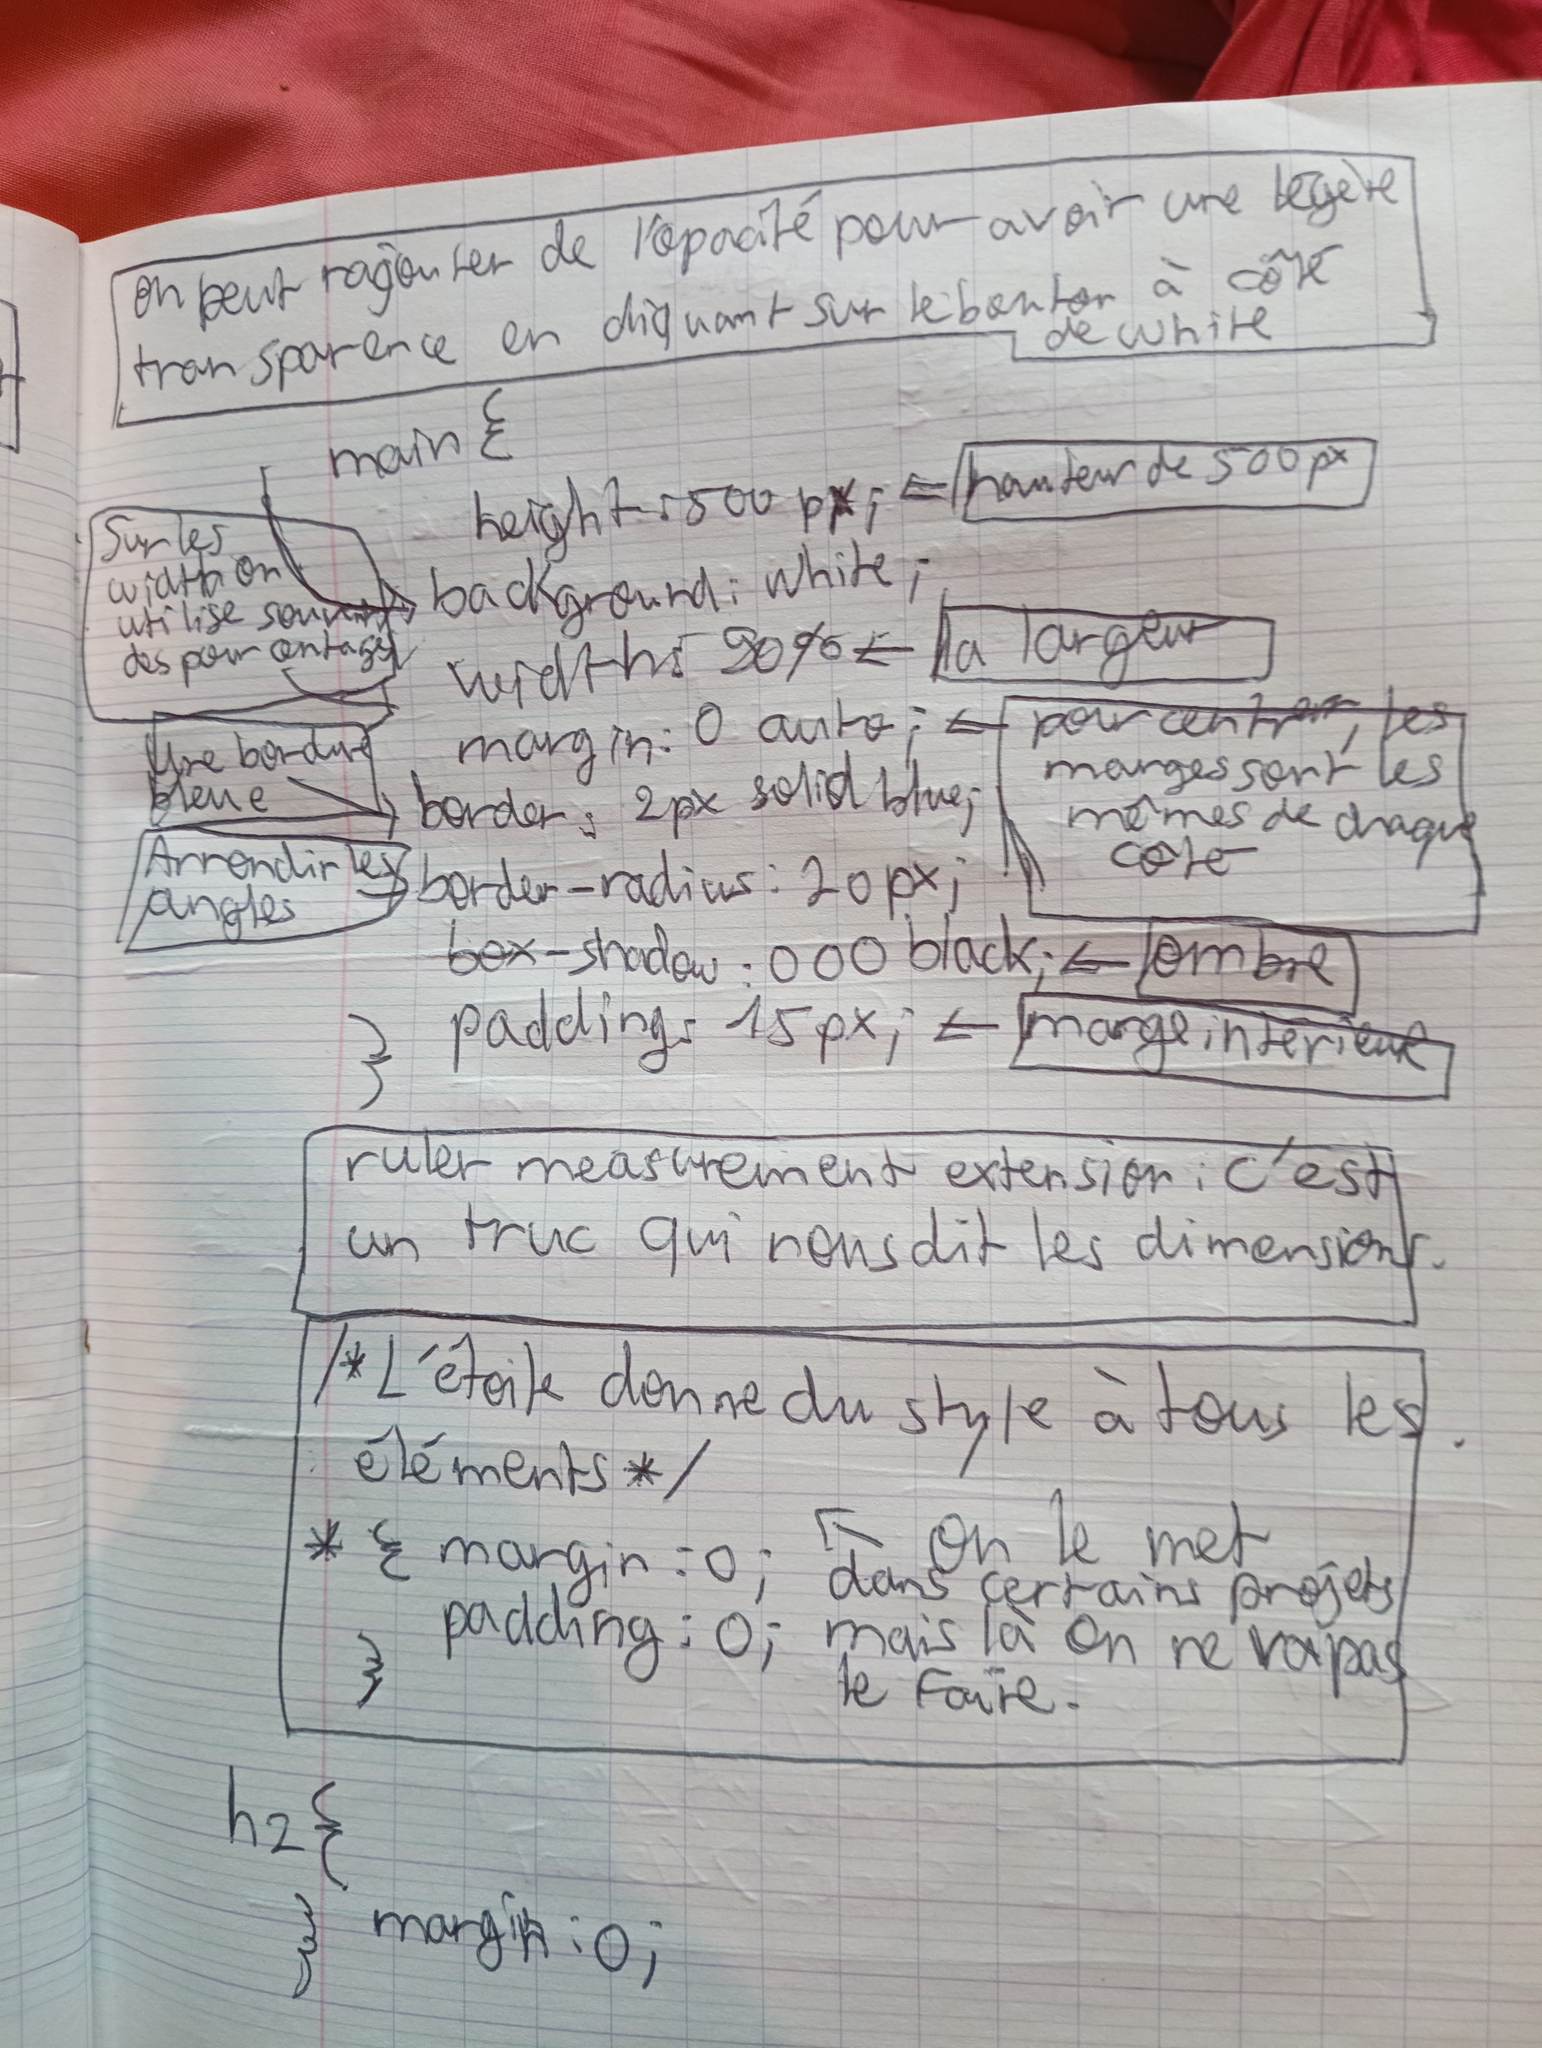 on peut rajouter de l'opacité pour avoir une légère
transparence en cliquant sur le bouton à côté
de white
main {
height : 500 px; ← hauteur de 500 px
Sur les
width on
utilise souvent
des pourcentages
background : white;
width : 90% ← la largeur
margin : 0 auto; ← pour centrer, les
marges sont les
mêmes de chaque
côté
Une bordure
bleue
border : 2px solid blue;
Arrondir les
angles
border-radius : 20px;
box-shadow : 0 0 0 black; ← ombre
padding : 15px; ← marge intérieur
}
ruler measurement extension : c'est
un truc qui nous dit les dimensions.
/* L'étoile donne du style à tous les
éléments */
* { margin : 0; On le met
dans certains projets
padding : 0; mais là on ne va pas
} le faire.
h2 {
} margin : 0;